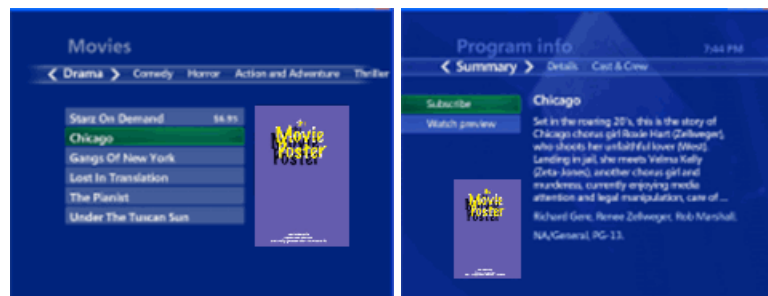 Movies
Drama Comedy Horror Action and Adventure Thriller
Starz On Demand $6.95
Chicago
Gangs Of New York
Lost In Translation
The Pianist
Under The Tuscan Sun
Movie
Poster
Program info 7:44 PM
Summary Details Cast & Crew
Subscribe
Watch preview
Chicago
Set in the roaring 20's, this is the story of
Chicago chorus girl Roxie Hart (Zellweger),
who shoots her unfaithful lover (West).
Landing in jail, she meets Velma Kelly
(Zeta-Jones), another chorus girl and
murderess, currently enjoying media
attention and legal manipulation, care of ...
Richard Gere, Renee Zellweger, Rob Marshall.
NA/General, PG-13.
Movie
Poster